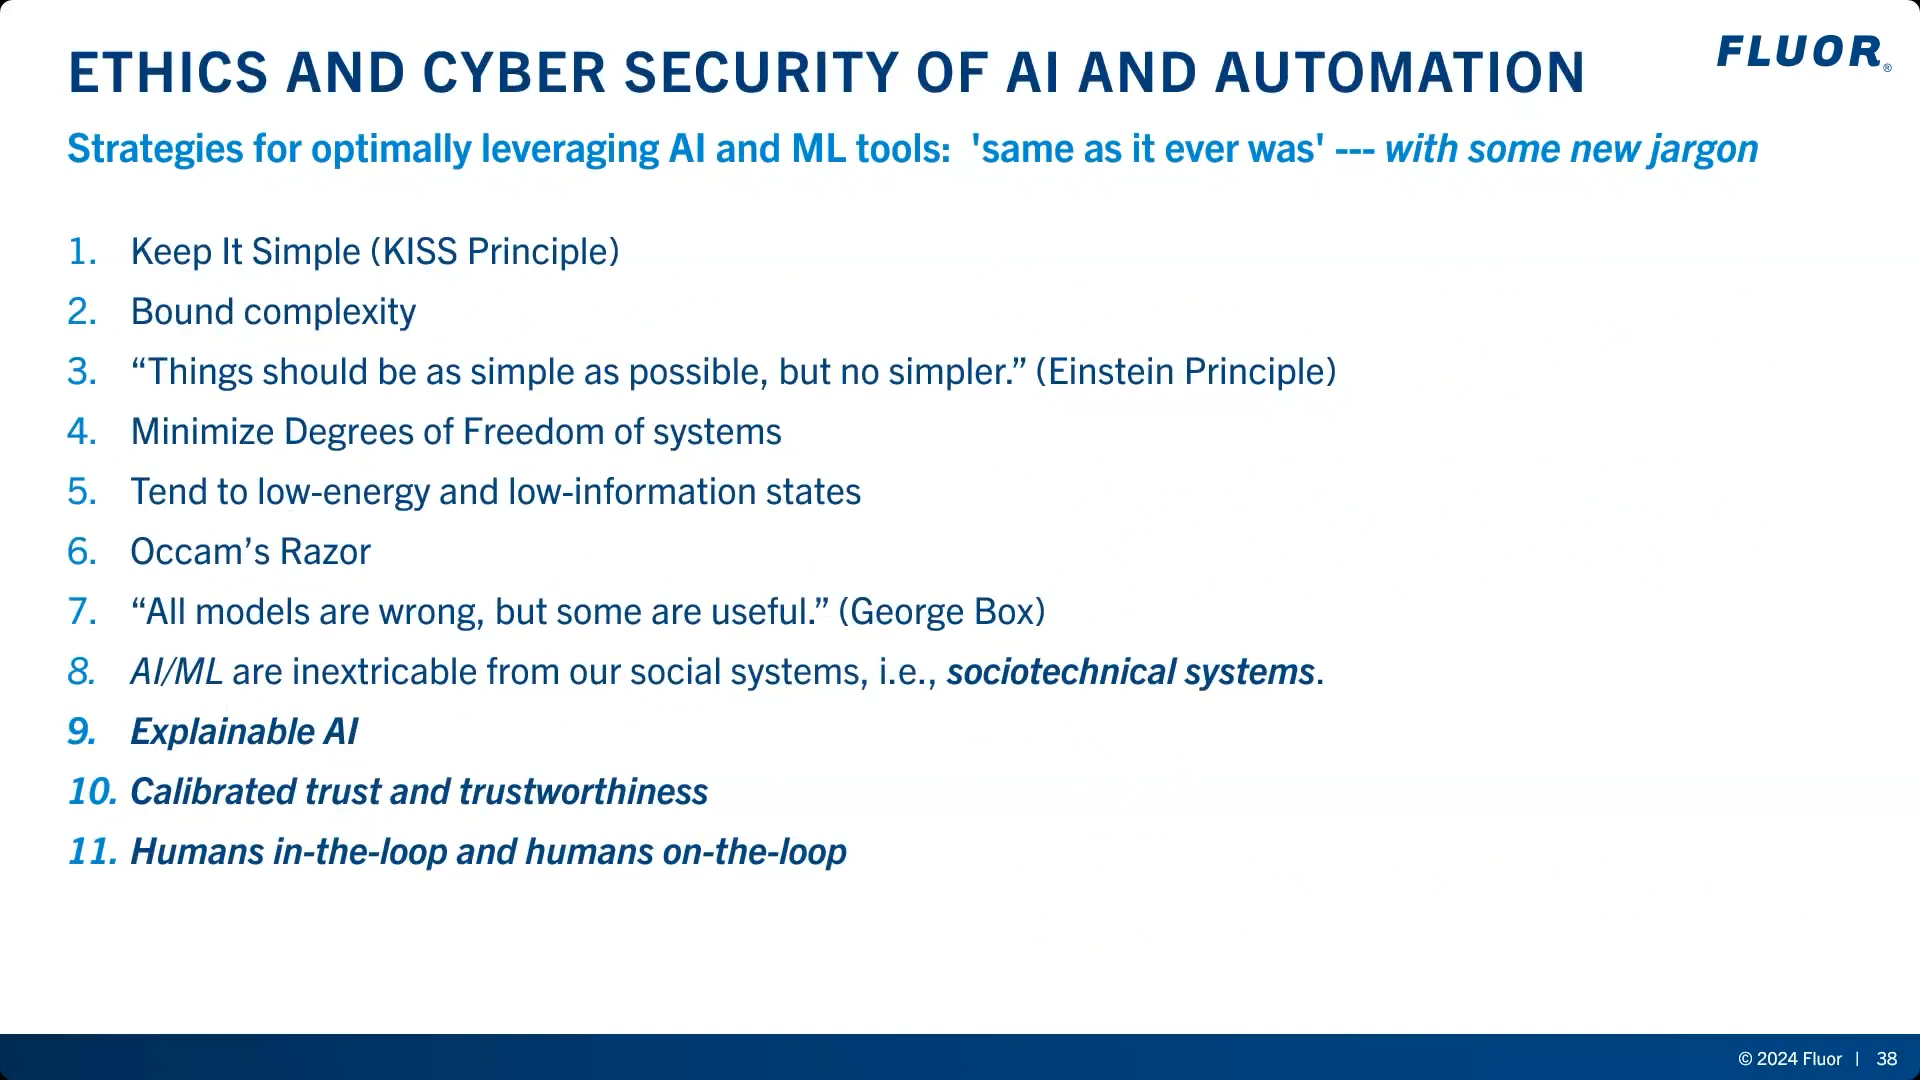 ETHICS AND CYBER SECURITY OF AI AND AUTOMATION
FLUOR®
Strategies for optimally leveraging AI and ML tools:  'same as it ever was' --- with some new jargon
1. Keep It Simple (KISS Principle)
2. Bound complexity
3. “Things should be as simple as possible, but no simpler.” (Einstein Principle)
4. Minimize Degrees of Freedom of systems
5. Tend to low-energy and low-information states
6. Occam’s Razor
7. “All models are wrong, but some are useful.” (George Box)
8. AI/ML are inextricable from our social systems, i.e., sociotechnical systems.
9. Explainable AI
10. Calibrated trust and trustworthiness
11. Humans in-the-loop and humans on-the-loop
© 2024 Fluor | 38